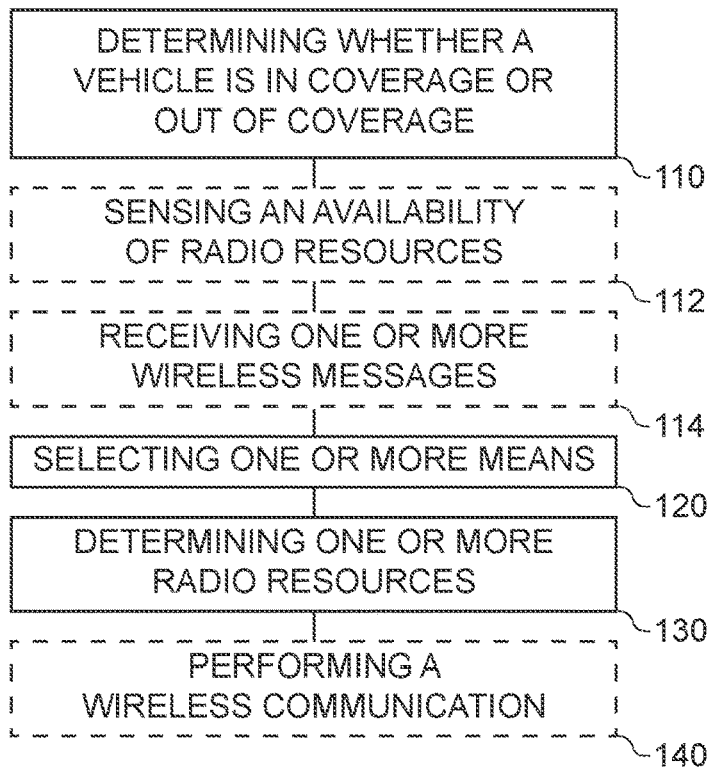 DETERMINING WHETHER A
VEHICLE IS IN COVERAGE OR
OUT OF COVERAGE
110
SENSING AN AVAILABILITY
OF RADIO RESOURCES
112
RECEIVING ONE OR MORE
WIRELESS MESSAGES
114
SELECTING ONE OR MORE MEANS
120
DETERMINING ONE OR MORE
RADIO RESOURCES
130
PERFORMING A
WIRELESS COMMUNICATION
140